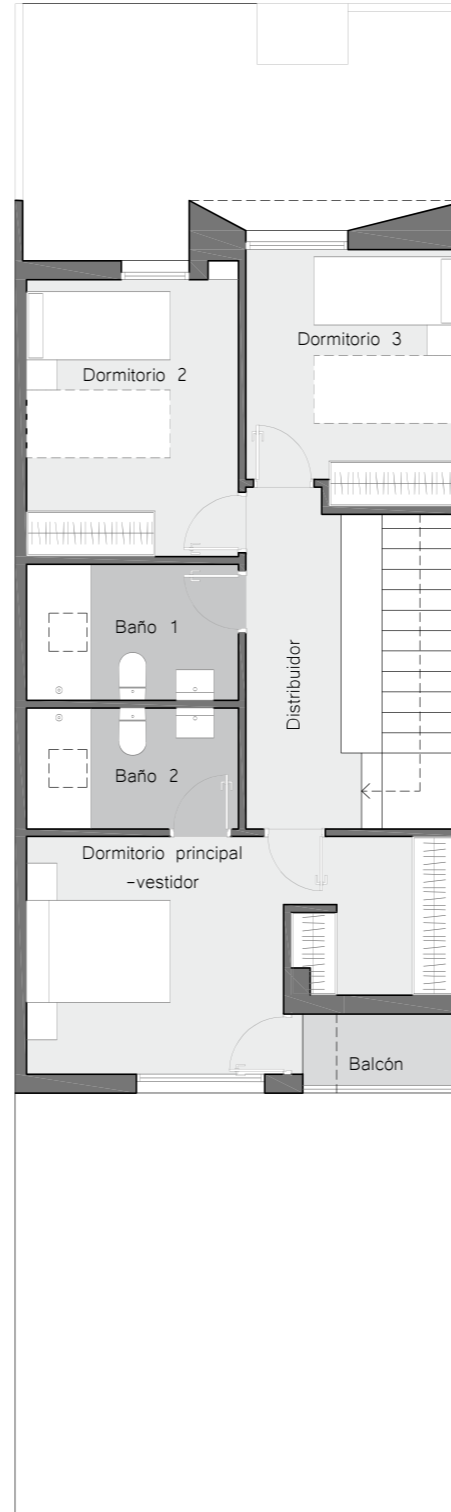 Dormitorio 3
Dormitorio 2
Baño 1
Distribuidor
Baño 2
Dormitorio principal
-vestidor
Balcón